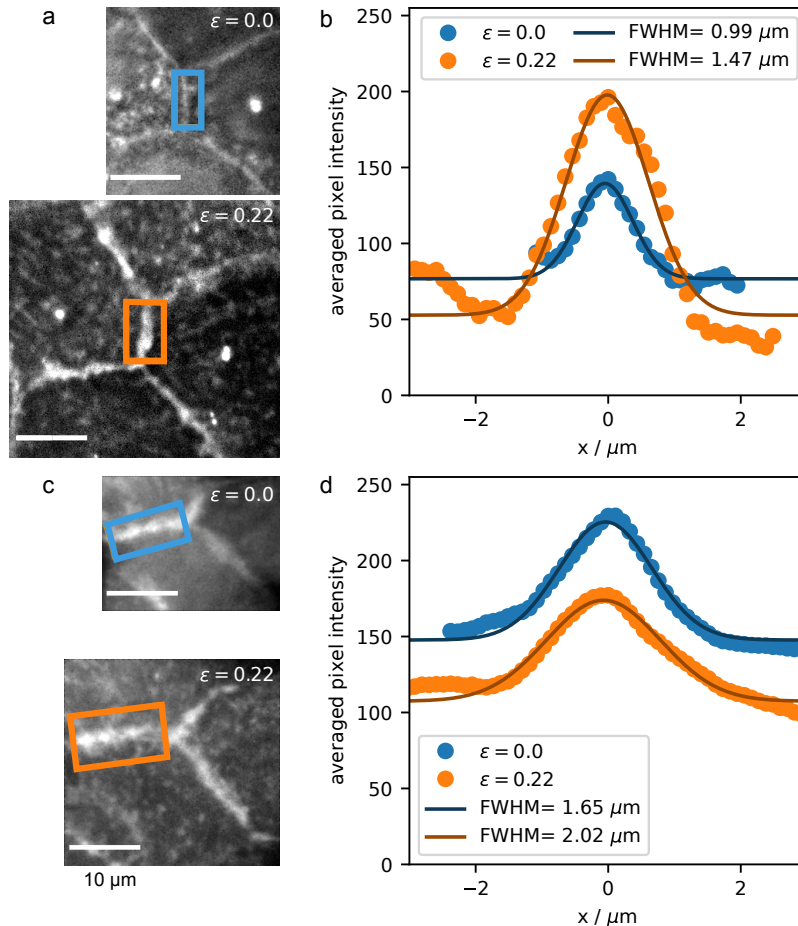 a
ε = 0.0
ε = 0.22
b
ε = 0.0
ε = 0.22
FWHM= 0.99 μm
FWHM= 1.47 μm
250
200
150
100
50
0
averaged pixel intensity
−2
0
2
x / μm
c
ε = 0.0
ε = 0.22
10 μm
d
250
200
150
100
50
0
averaged pixel intensity
ε = 0.0
ε = 0.22
FWHM= 1.65 μm
FWHM= 2.02 μm
−2
0
2
x / μm